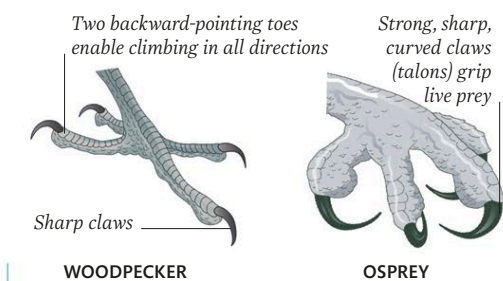 Two backward-pointing toes
enable climbing in all directions
Strong, sharp,
curved claws
(talons) grip
live prey
Sharp claws
WOODPECKER
OSPREY